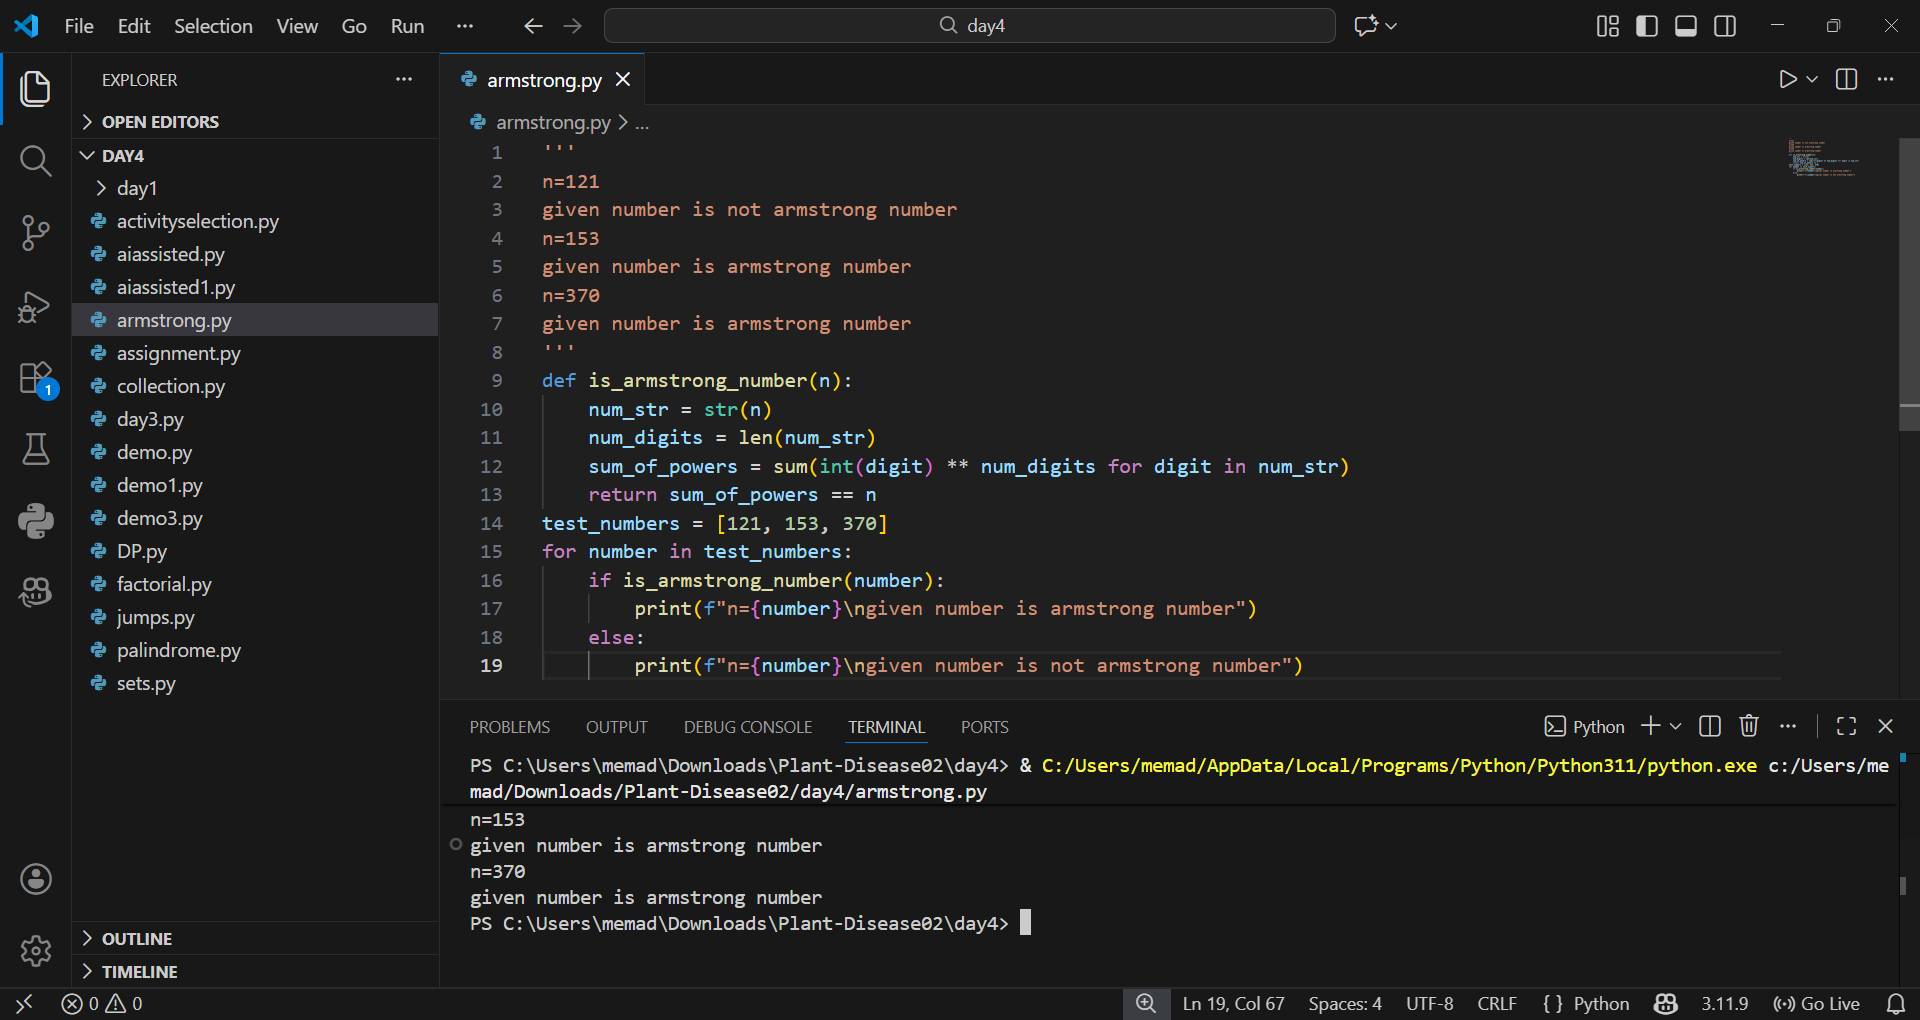 File Edit Selection View Go Run ···
day4
EXPLORER ···
OPEN EDITORS
DAY4
day1
activityselection.py
aiassisted.py
aiassisted1.py
armstrong.py
assignment.py
collection.py
day3.py
demo.py
demo1.py
demo3.py
DP.py
factorial.py
jumps.py
palindrome.py
sets.py
OUTLINE
TIMELINE
1
armstrong.py
armstrong.py > ...
1 '''
2 n=121
3 given number is not armstrong number
4 n=153
5 given number is armstrong number
6 n=370
7 given number is armstrong number
8 '''
9 def is_armstrong_number(n):
10     num_str = str(n)
11     num_digits = len(num_str)
12     sum_of_powers = sum(int(digit) ** num_digits for digit in num_str)
13     return sum_of_powers == n
14 test_numbers = [121, 153, 370]
15 for number in test_numbers:
16     if is_armstrong_number(number):
17         print(f"n={number}\ngiven number is armstrong number")
18     else:
19         print(f"n={number}\ngiven number is not armstrong number")
PROBLEMS OUTPUT DEBUG CONSOLE TERMINAL PORTS Python
PS C:\Users\memad\Downloads\Plant-Disease02\day4> & C:/Users/memad/AppData/Local/Programs/Python/Python311/python.exe c:/Users/me
mad/Downloads/Plant-Disease02/day4/armstrong.py
n=153
given number is armstrong number
n=370
given number is armstrong number
PS C:\Users\memad\Downloads\Plant-Disease02\day4>
0 0 Ln 19, Col 67 Spaces: 4 UTF-8 CRLF { } Python 3.11.9 Go Live